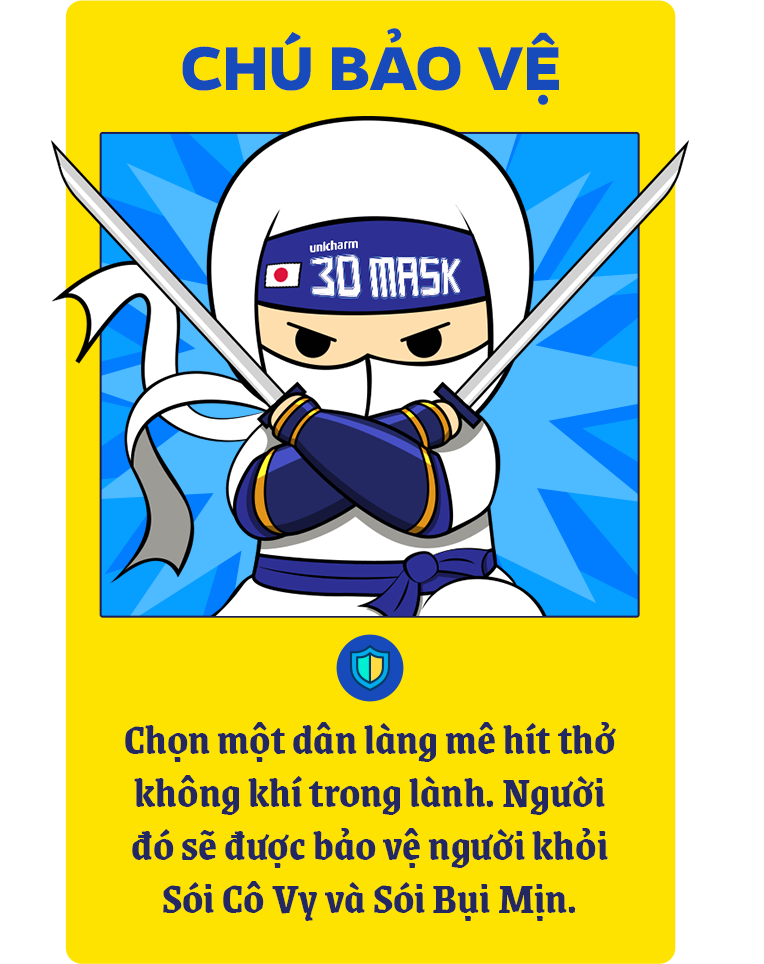 CHÚ BẢO VỆ
unicharm
3D MASK
Chọn một dân làng mê hít thở
không khí trong lành. Người
đó sẽ được bảo vệ người khỏi
Sói Cô Vy và Sói Bụi Mịn.